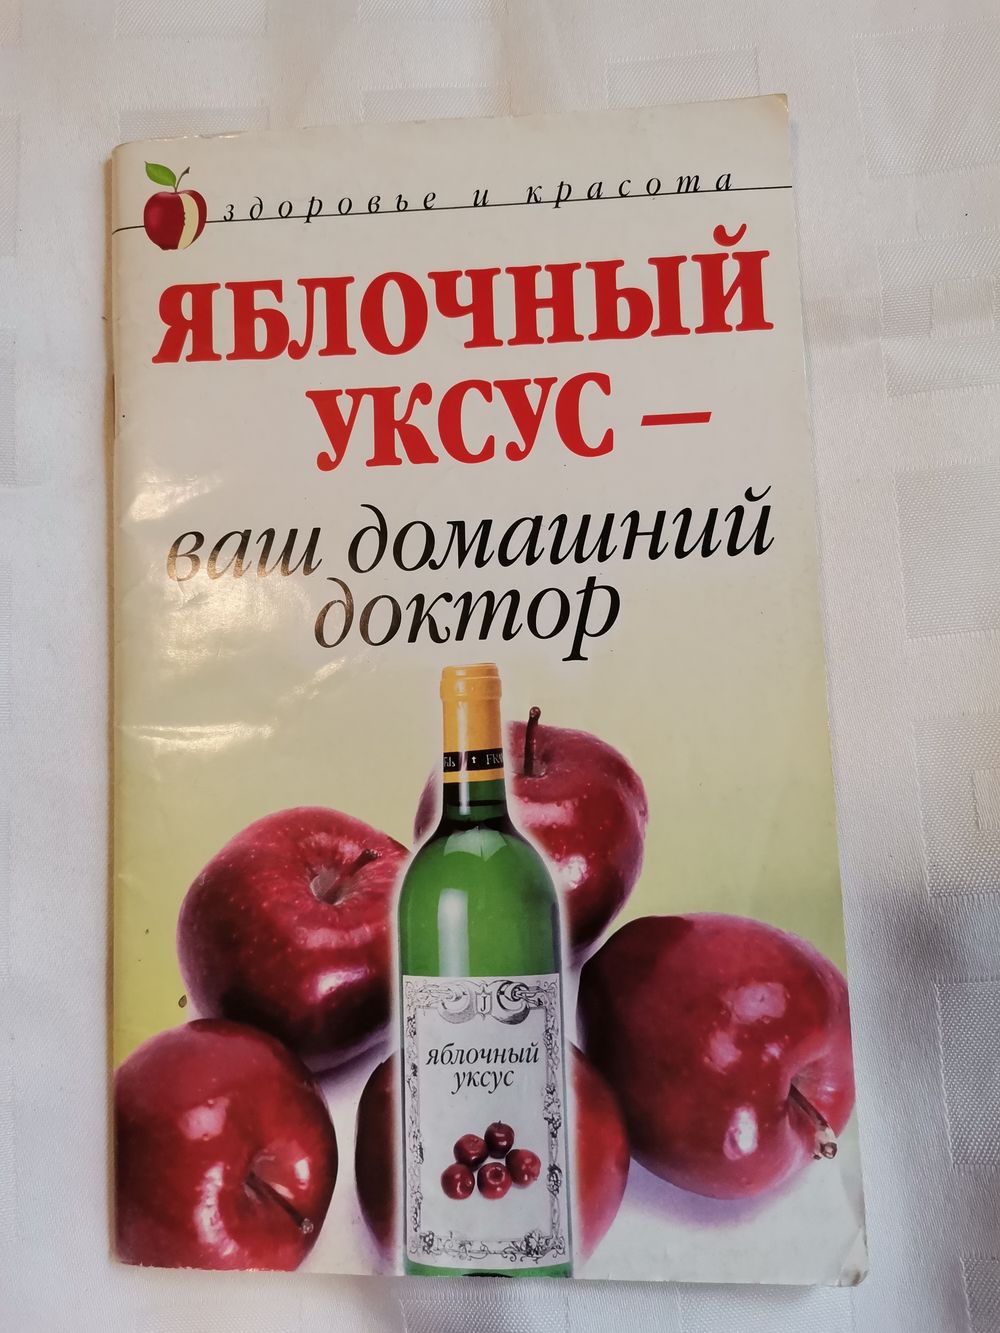 здоровье и красота
ЯБЛОЧНЫЙ
УКСУС –
ваш домашний
доктор
яблочный
уксус